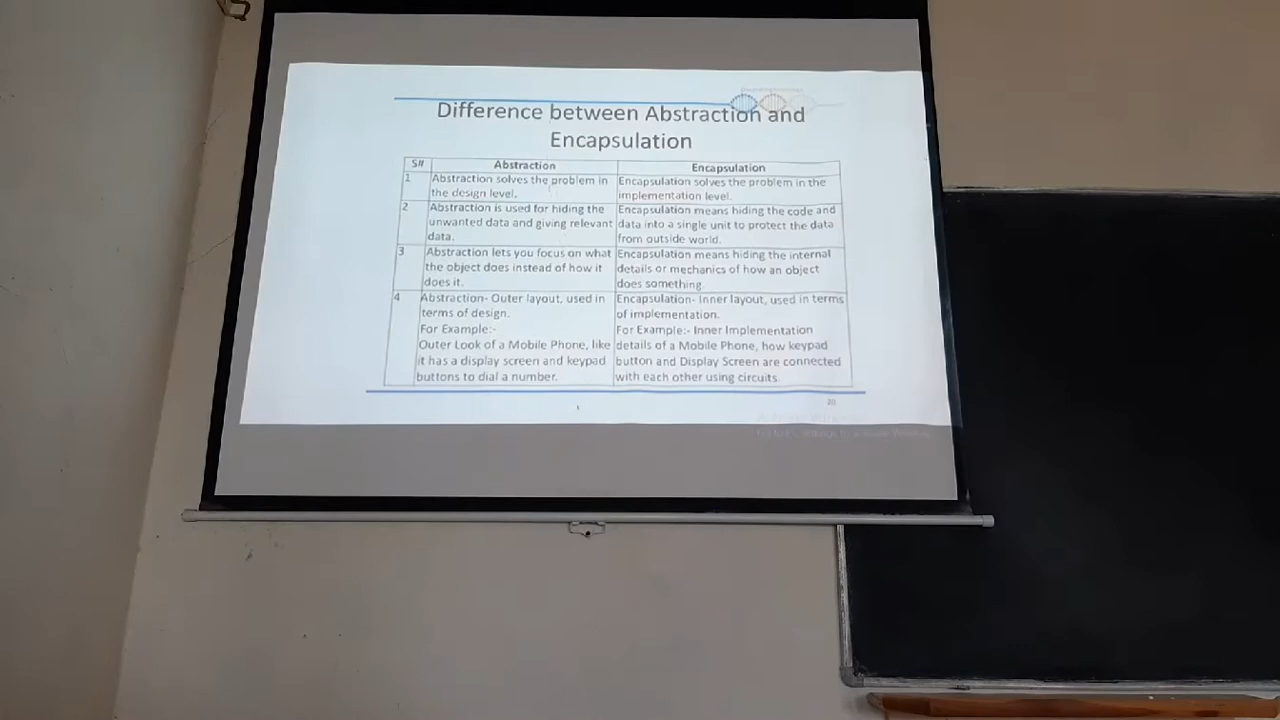 Difference between Abstraction and
Encapsulation
S# Abstraction Encapsulation
1 Abstraction solves the problem in Encapsulation solves the problem in the
the design level. implementation level.
2 Abstraction is used for hiding the Encapsulation means hiding the code and
unwanted data and giving relevant data into a single unit to protect the data
data. from outside world.
3 Abstraction lets you focus on what Encapsulation means hiding the internal
the object does instead of how it details or mechanics of how an object
does it. does something.
4 Abstraction- Outer layout, used in Encapsulation- Inner layout, used in terms
terms of design. of implementation.
For Example:- For Example:- Inner Implementation
Outer Look of a Mobile Phone, like details of a Mobile Phone, how keypad
it has a display screen and keypad button and Display Screen are connected
buttons to dial a number. with each other using circuits.
20